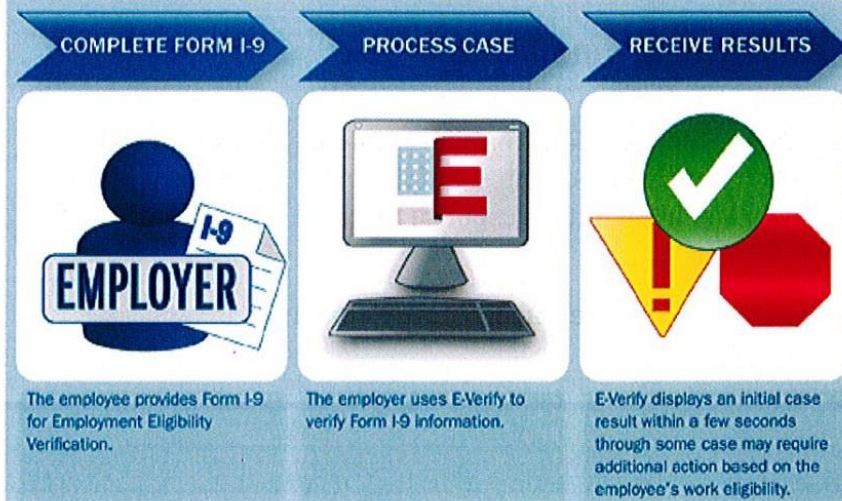 COMPLETE FORM I-9
PROCESS CASE
RECEIVE RESULTS
I-9
EMPLOYER
E
The employee provides Form I-9
for Employment Eligibility
Verification.
The employer uses E-Verify to
verify Form I-9 Information.
E-Verify displays an initial case
result within a few seconds
through some case may require
additional action based on the
employee's work eligibility.